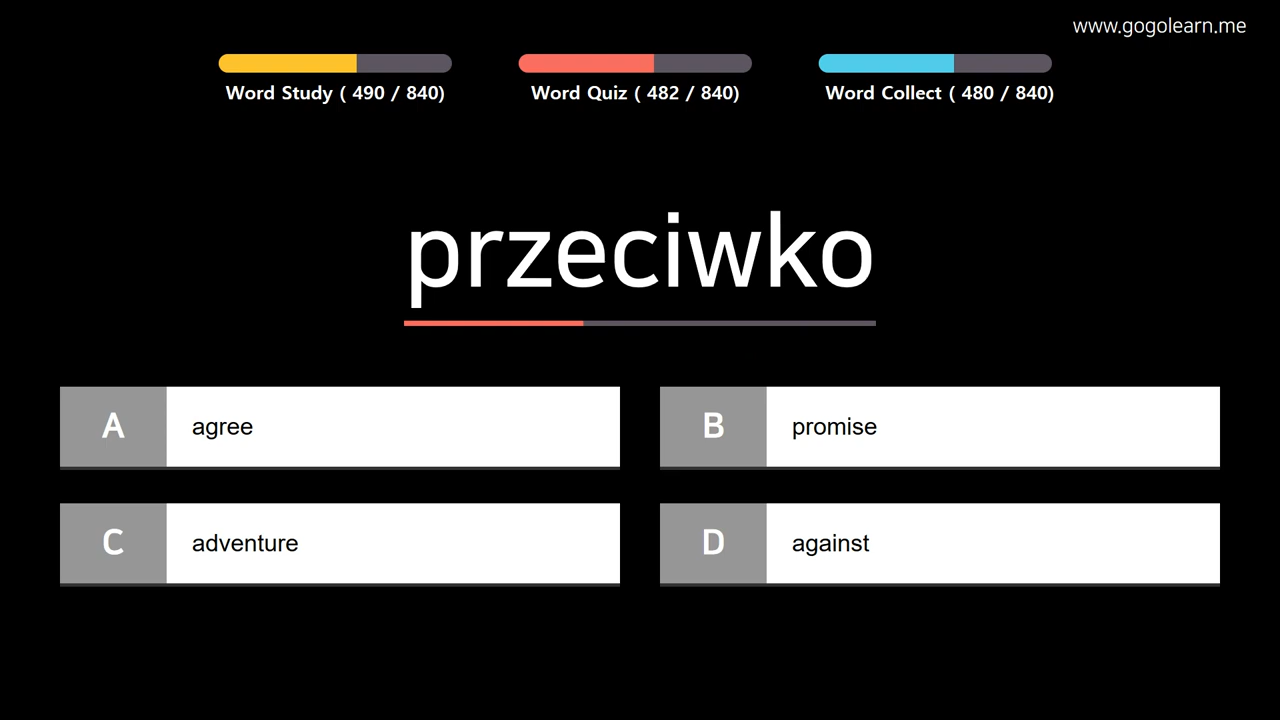 www.gogolearn.me
Word Study ( 490 / 840)
Word Quiz ( 482 / 840)
Word Collect ( 480 / 840)
przeciwko
A agree
B promise
C adventure
D against